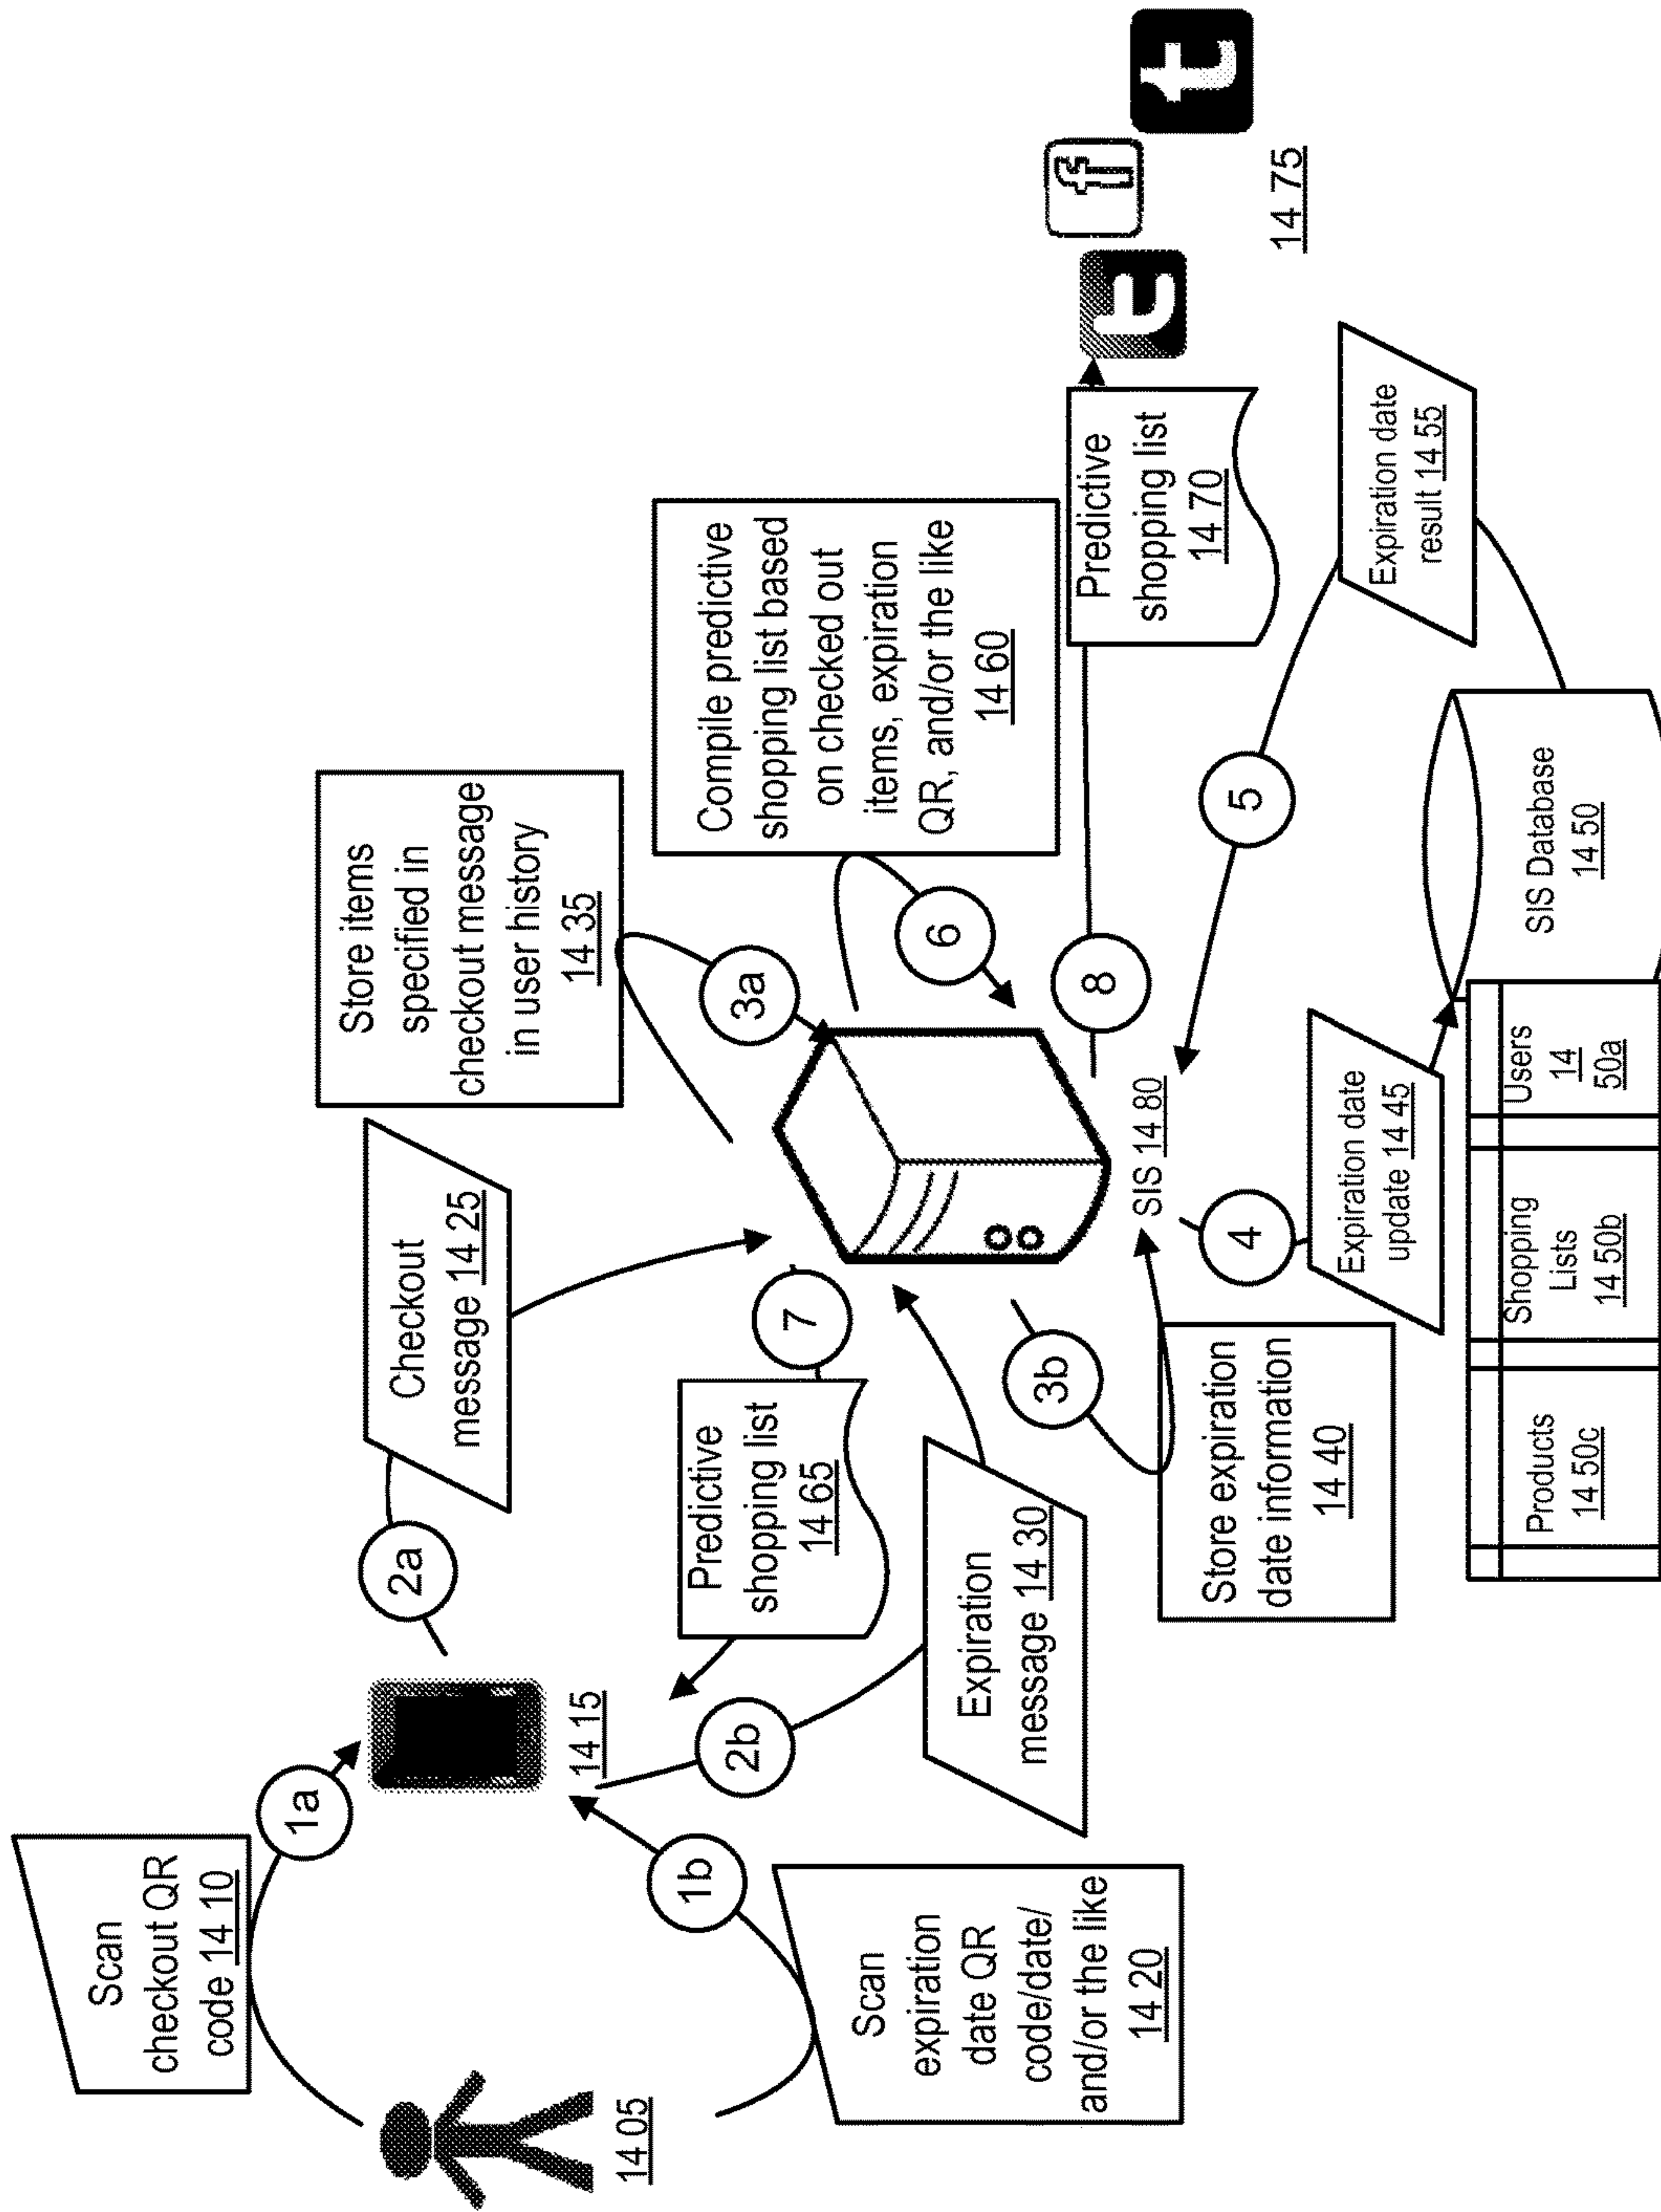 Scan
checkout QR
code 14 10
1a
14 05
14 15
1b
Scan
expiration
date QR
code/date/
and/or the like
14 20
2a
Checkout
message 14 25
2b
Expiration
message 14 30
7
Predictive
shopping list
14 65
Store items
specified in
checkout message
in user history
14 35
3a
3b
Store expiration
date information
14 40
SIS 14 80
6
Compile predictive
shopping list based
on checked out
items, expiration
QR, and/or the like
14 60
8
Predictive
shopping list
14 70
t
f
t
14 75
4
Expiration date
update 14 45
5
Expiration date
result 14 55
SIS Database
14 50
Products
14 50c
Shopping
Lists
14 50b
Users
14
50a